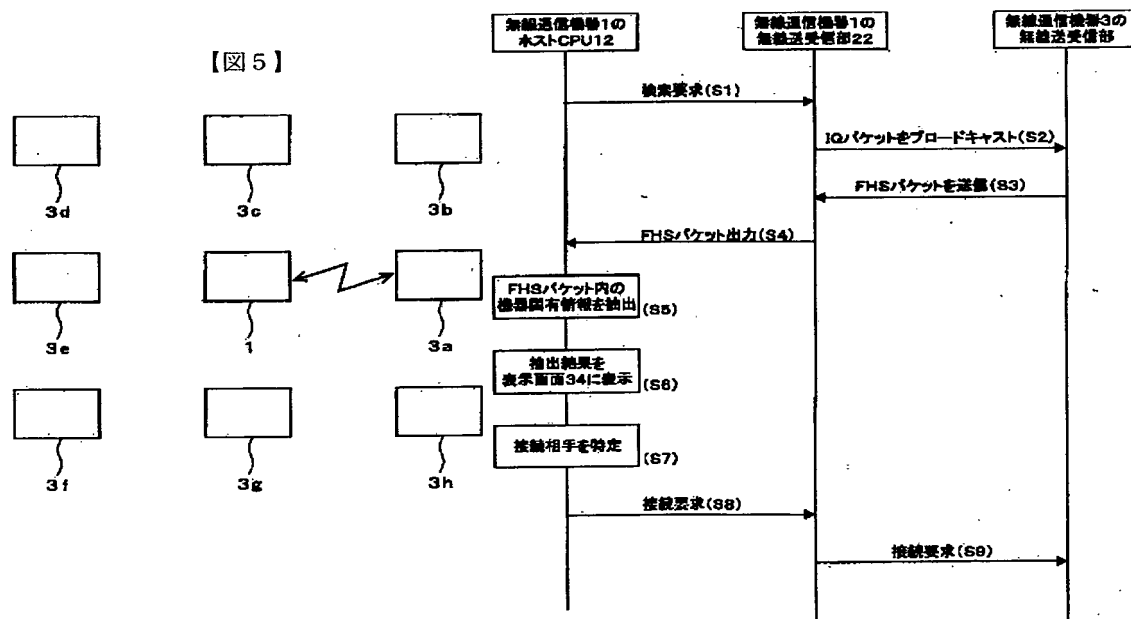 【図5】
3d
3c
3b
3e
1
3a
3f
3g
3h
無線通信機器1の
ホストCPU12
無線通信機器1の
無線送受信部22
無線通信機器3の
無線送受信部
検索要求(S1)
IQパケットをブロードキャスト(S2)
FHSパケットを送信(S3)
FHSパケット出力(S4)
FHSパケット内の
機器固有情報を抽出
(S5)
抽出結果を
表示画面34に表示
(S6)
接続相手を特定
(S7)
接続要求(S8)
接続要求(S9)